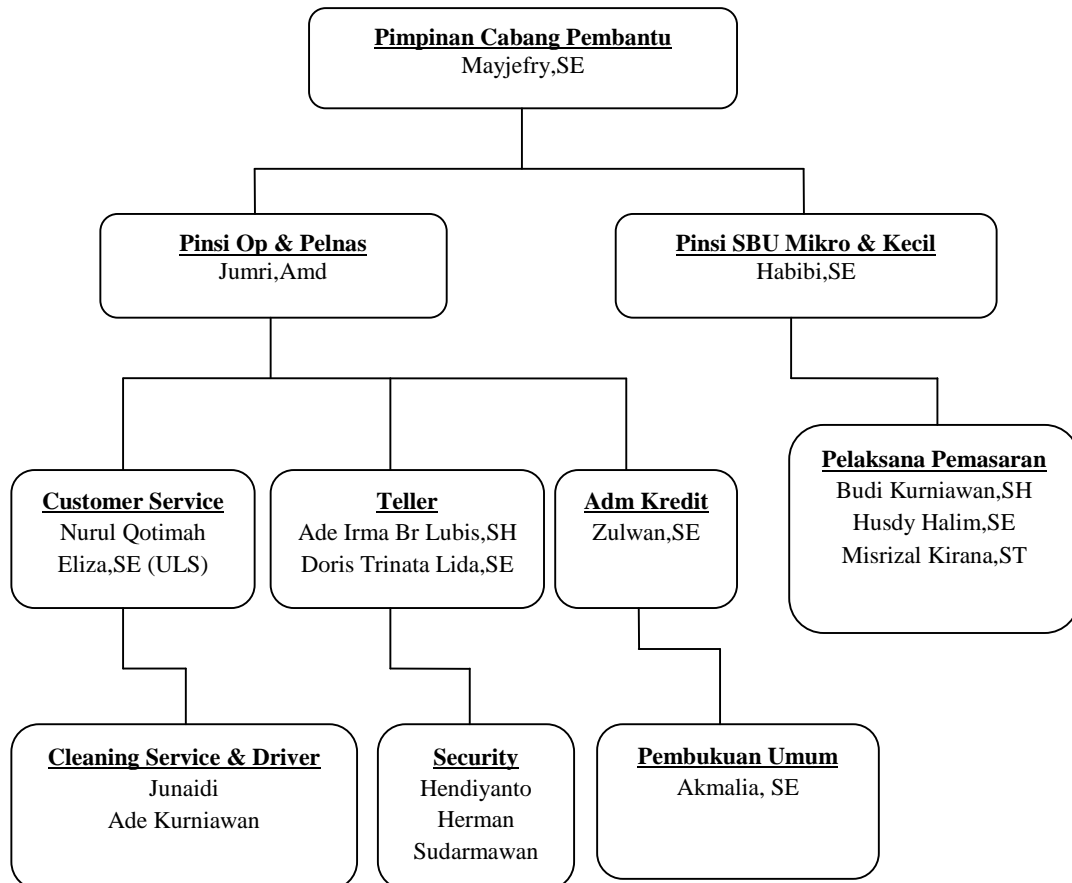 Pimpinan Cabang Pembantu
Mayjefry,SE
Pinsi Op & Pelnas
Jumri,Amd
Pinsi SBU Mikro & Kecil
Habibi,SE
Customer Service
Nurul Qotimah
Eliza,SE (ULS)
Teller
Ade Irma Br Lubis,SH
Doris Trinata Lida,SE
Adm Kredit
Zulwan,SE
Pelaksana Pemasaran
Budi Kurniawan,SH
Husdy Halim,SE
Misrizal Kirana,ST
Cleaning Service & Driver
Junaidi
Ade Kurniawan
Security
Hendiyanto
Herman
Sudarmawan
Pembukuan Umum
Akmalia, SE